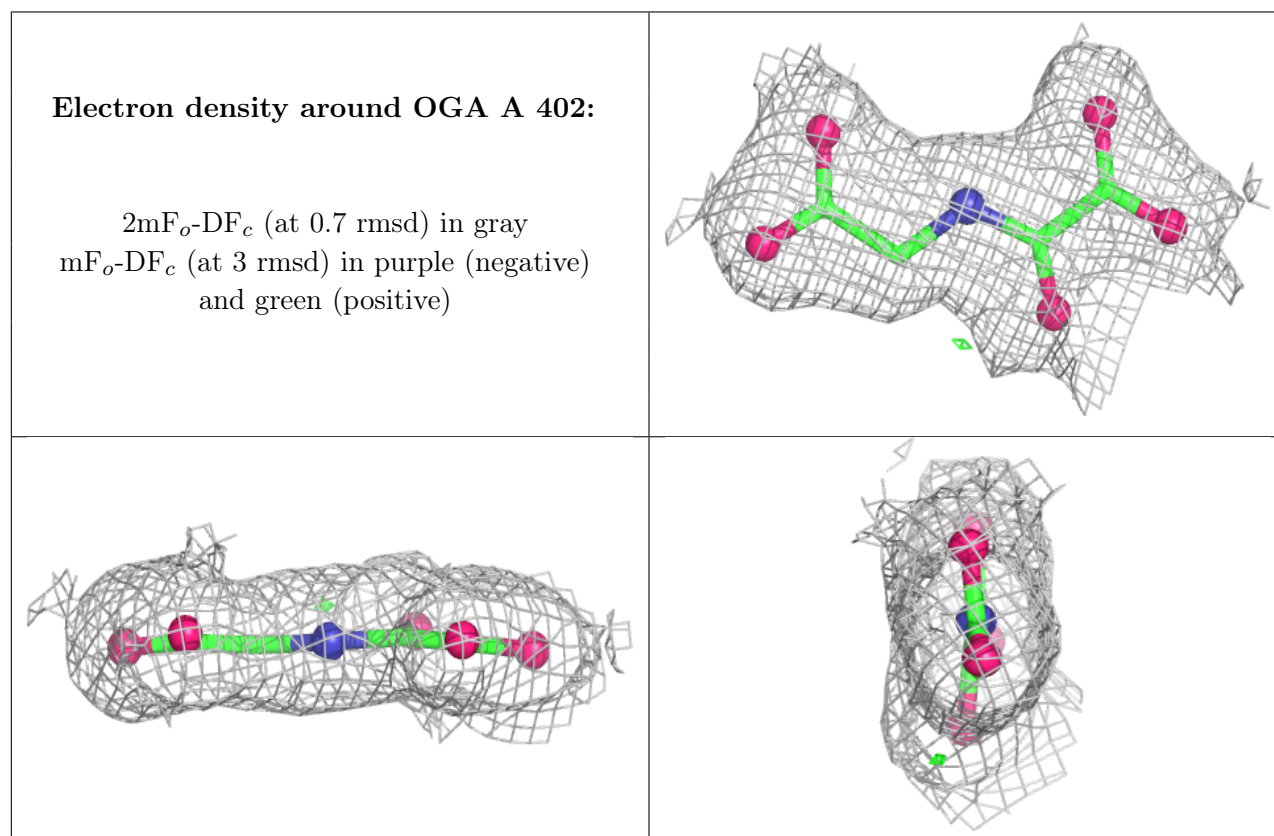 Electron density around OGA A 402:
2mFo-DFc (at 0.7 rmsd) in gray
mFo-DFc (at 3 rmsd) in purple (negative)
and green (positive)